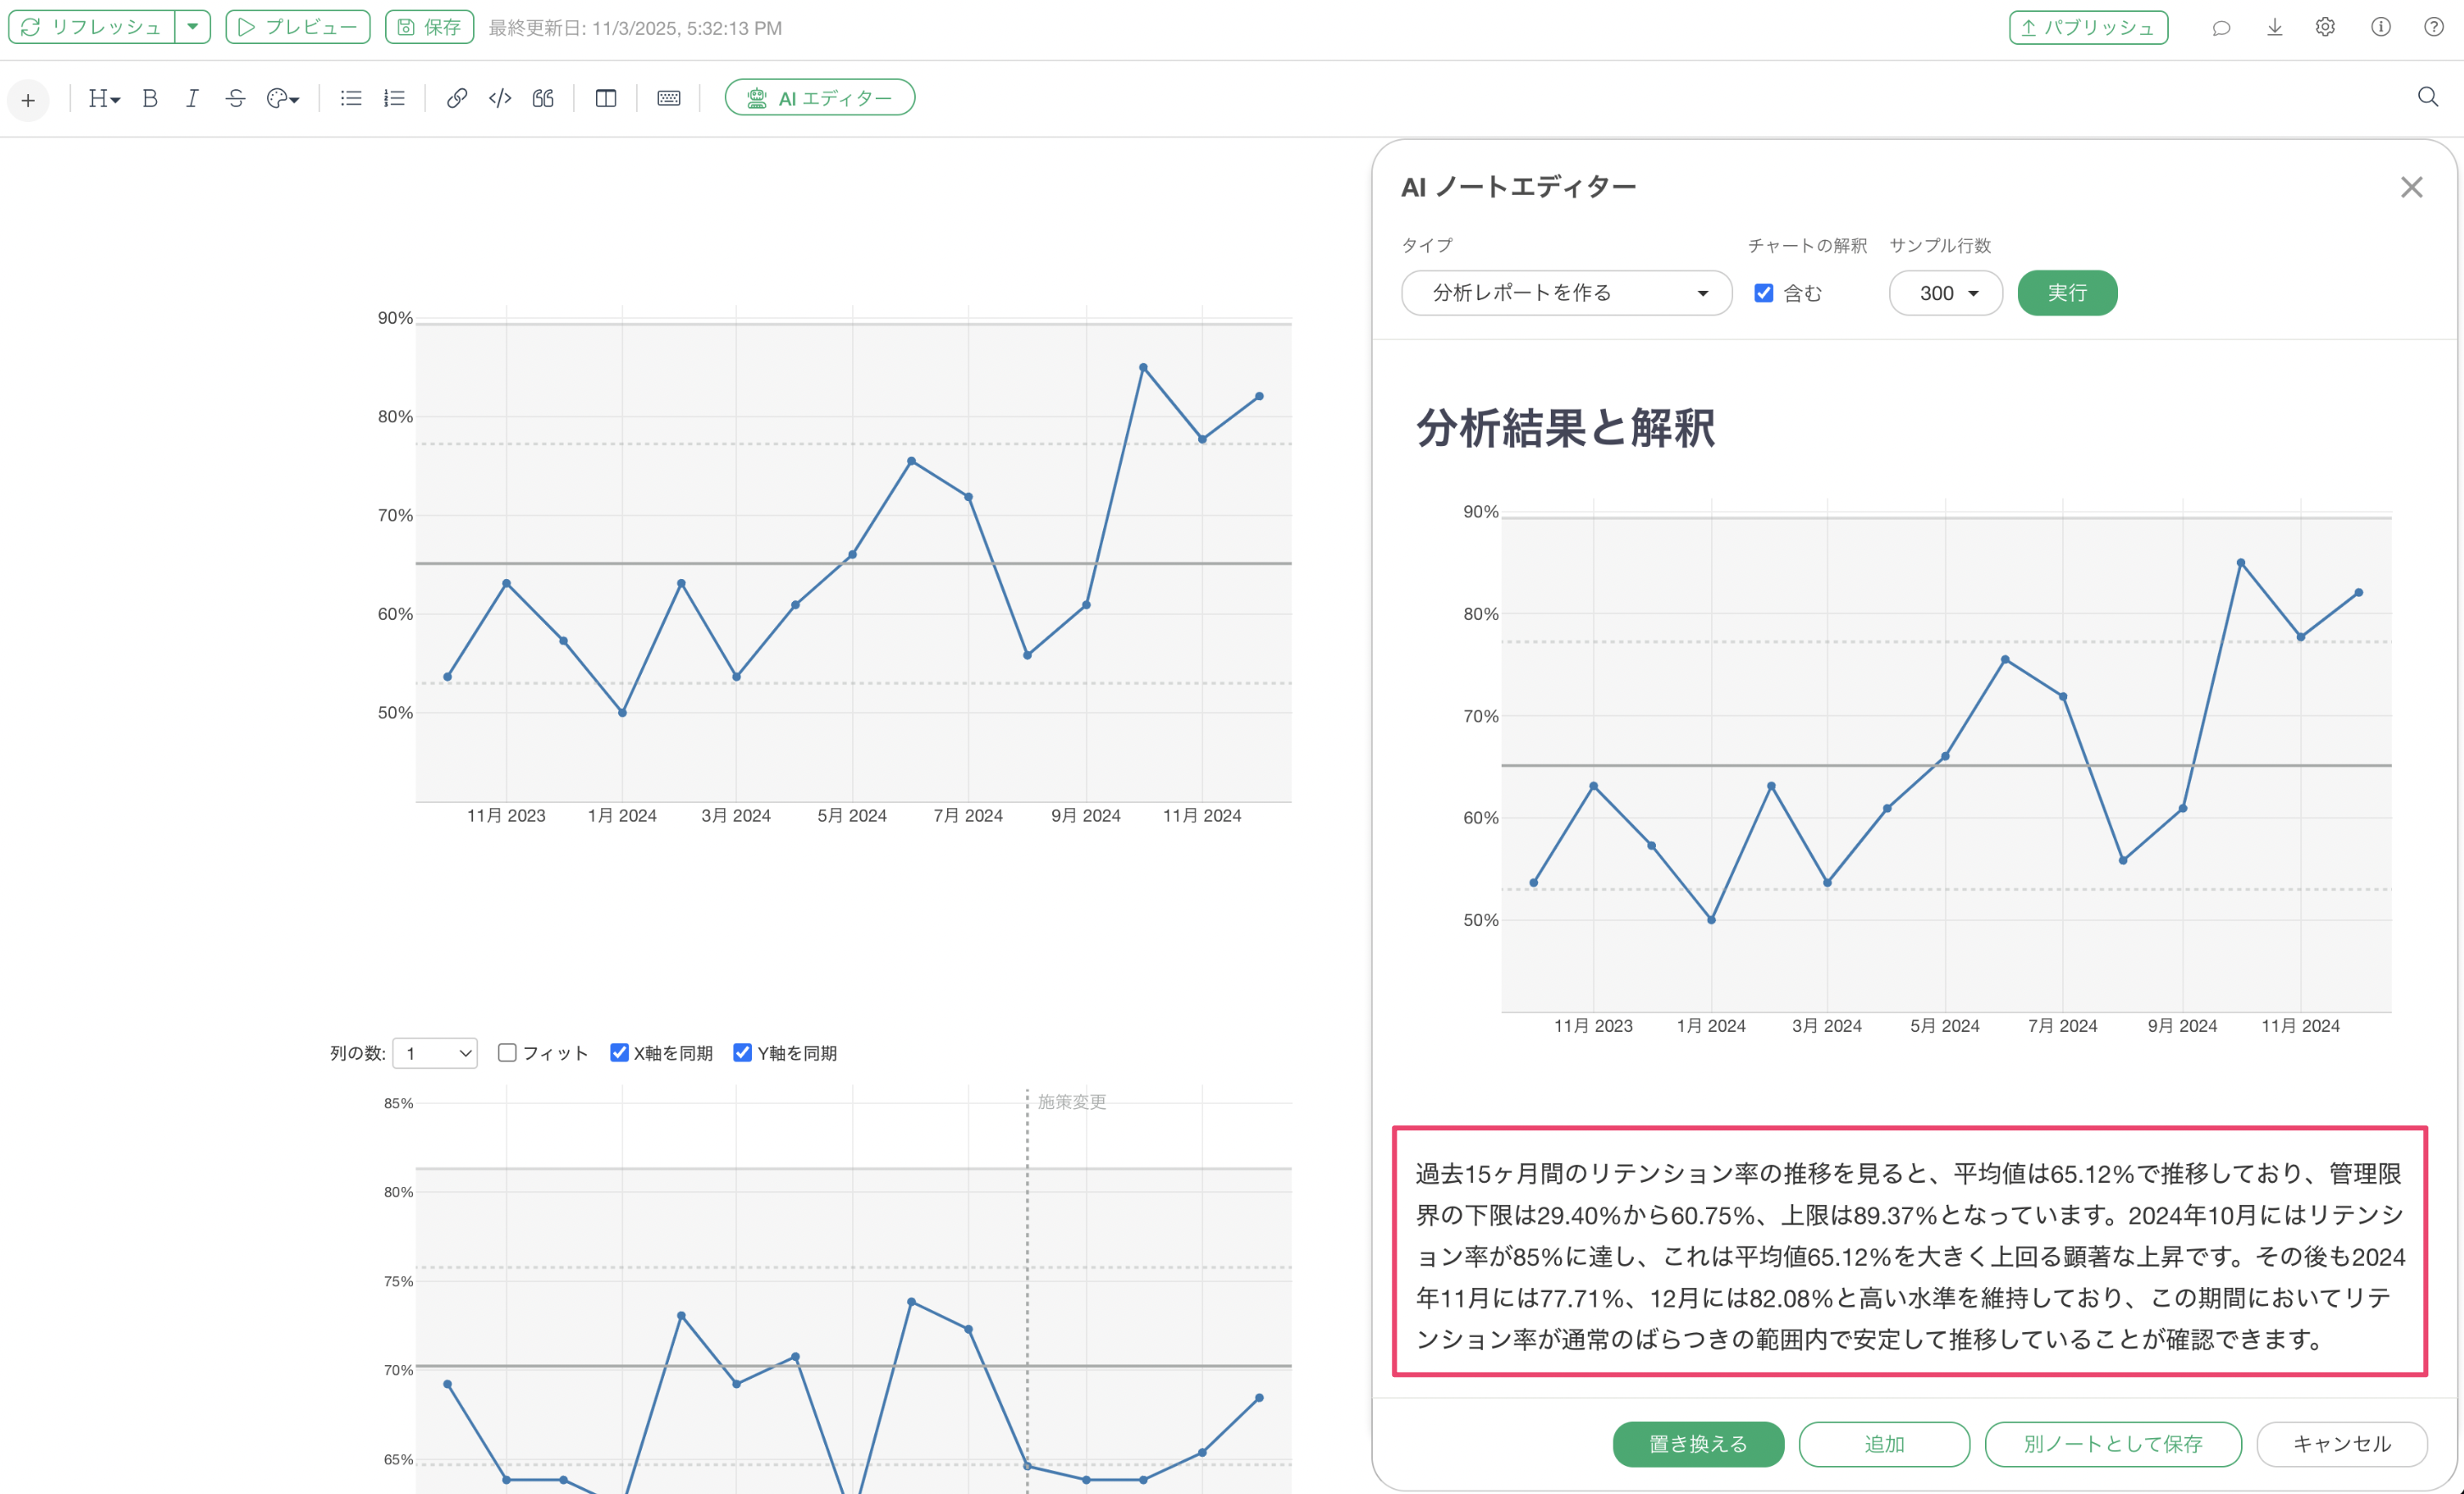 リフレッシュ
プレビュー
保存
最終更新日: 11/3/2025, 5:32:13 PM
パブリッシュ
H B I S
AI エディター
AI ノートエディター
タイプ
チャートの解釈
サンプル行数
分析レポートを作る
含む
300
実行
90%
80%
70%
60%
50%
11月 2023 1月 2024 3月 2024 5月 2024 7月 2024 9月 2024 11月 2024
列の数: 1 フィット X軸を同期 Y軸を同期
施策変更
85%
80%
75%
70%
65%
分析結果と解釈
90%
80%
70%
60%
50%
11月 2023 1月 2024 3月 2024 5月 2024 7月 2024 9月 2024 11月 2024
過去15ヶ月間のリテンション率の推移を見ると、平均値は65.12%で推移しており、管理限
界の下限は29.40%から60.75%、上限は89.37%となっています。2024年10月にはリテンシ
ョン率が85%に達し、これは平均値65.12%を大きく上回る顕著な上昇です。その後も2024
年11月には77.71%、12月には82.08%と高い水準を維持しており、この期間においてリテ
ンション率が通常のばらつきの範囲内で安定して推移していることが確認できます。
置き換える
追加
別ノートとして保存
キャンセル